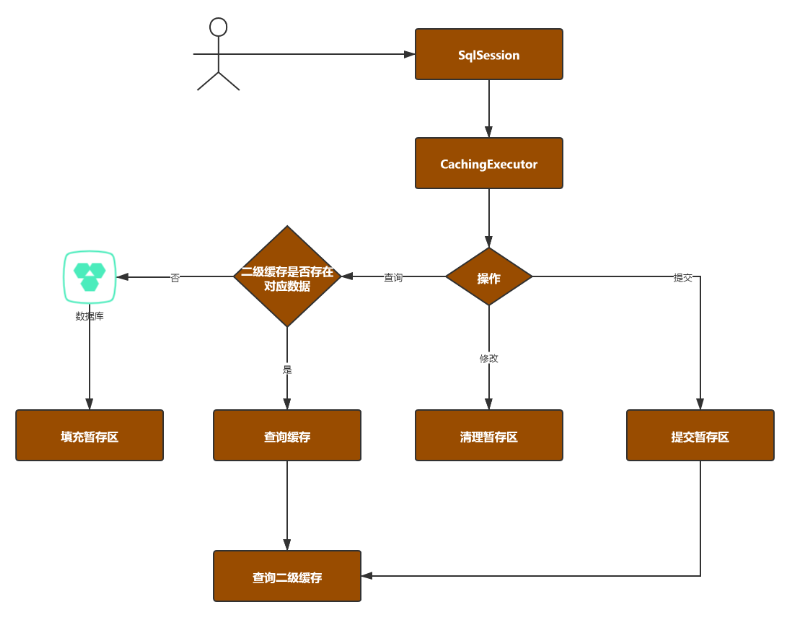 SqlSession
CachingExecutor
二级缓存是否存在
对应数据
否
查询
操作
提交
数据库
修改
是
填充暂存区
查询缓存
清理暂存区
提交暂存区
查询二级缓存